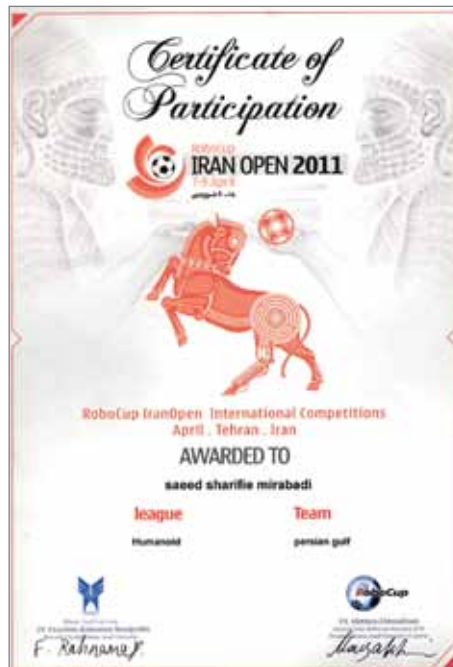 Certificate of
Participation
RoboCup
IRAN OPEN 2011
April
RoboCup IranOpen International Competitions
April . Tehran . Iran
AWARDED TO
saeed sharifie mirabadi
league
Team
Humanoid
persian gulf
RoboCup